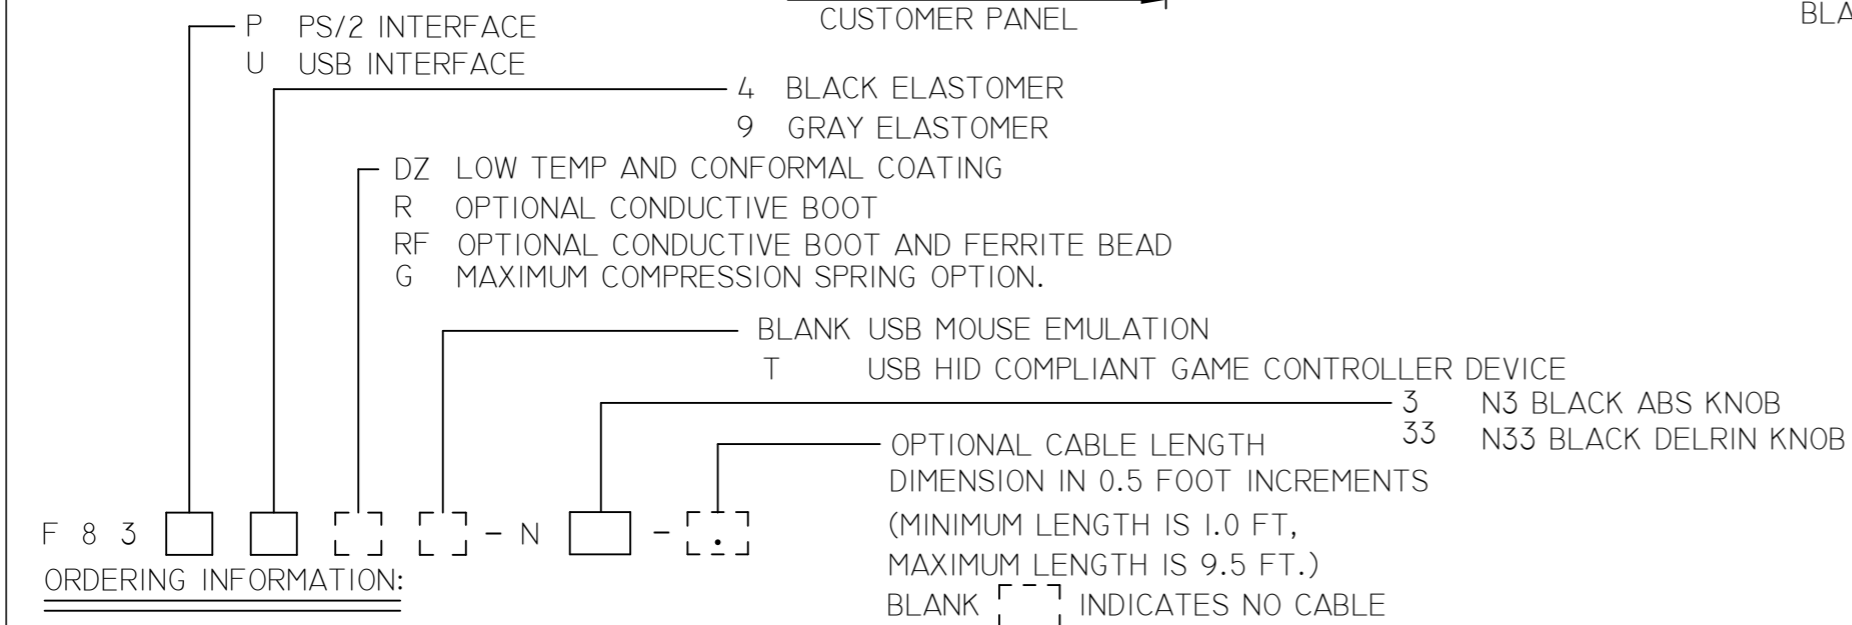 CUSTOMER PANEL
BLA
P PS/2 INTERFACE
U USB INTERFACE
4 BLACK ELASTOMER
9 GRAY ELASTOMER
DZ LOW TEMP AND CONFORMAL COATING
R OPTIONAL CONDUCTIVE BOOT
RF OPTIONAL CONDUCTIVE BOOT AND FERRITE BEAD
G MAXIMUM COMPRESSION SPRING OPTION.
BLANK USB MOUSE EMULATION
T USB HID COMPLIANT GAME CONTROLLER DEVICE
3 N3 BLACK ABS KNOB
33 N33 BLACK DELRIN KNOB
OPTIONAL CABLE LENGTH
DIMENSION IN 0.5 FOOT INCREMENTS
(MINIMUM LENGTH IS 1.0 FT,
MAXIMUM LENGTH IS 9.5 FT.)
BLANK INDICATES NO CABLE
F 8 3 - N - .
ORDERING INFORMATION: